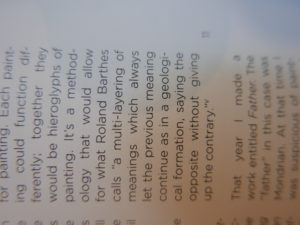 for painting. Each paint-
ing could function dif-
ferently; together they
would be hieroglyphs of
painting. It's a method-
ology that would allow
for what Roland Barthes
calls "a multi-layering of
meanings which always
let the previous meaning
continue as in a geologi-
cal formation, saying the
opposite without giving
up the contrary."
That year made a
work entitled Father. The
"father" in this case was
Mondrian. At that time I
was